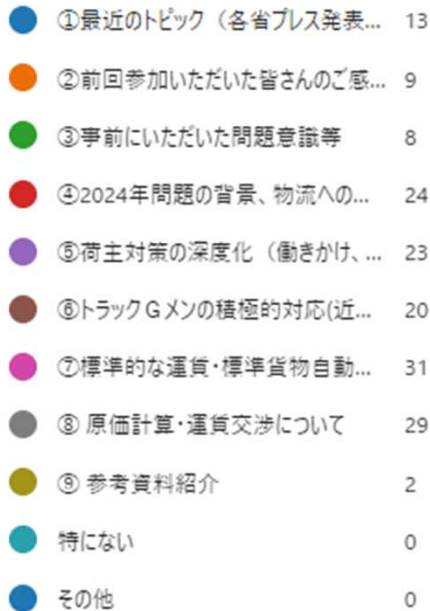 ①最近のトピック（各省プレス発表... 13
②前回参加いただいた皆さんのご感... 9
③事前にいただいた問題意識等 8
④2024年問題の背景、物流への... 24
⑤荷主対策の深度化（働きかけ、... 23
⑥トラックＧメンの積極的対応(近... 20
⑦標準的な運賃・標準貨物自動... 31
⑧ 原価計算・運賃交渉について 29
⑨ 参考資料紹介 2
特にない 0
その他 0